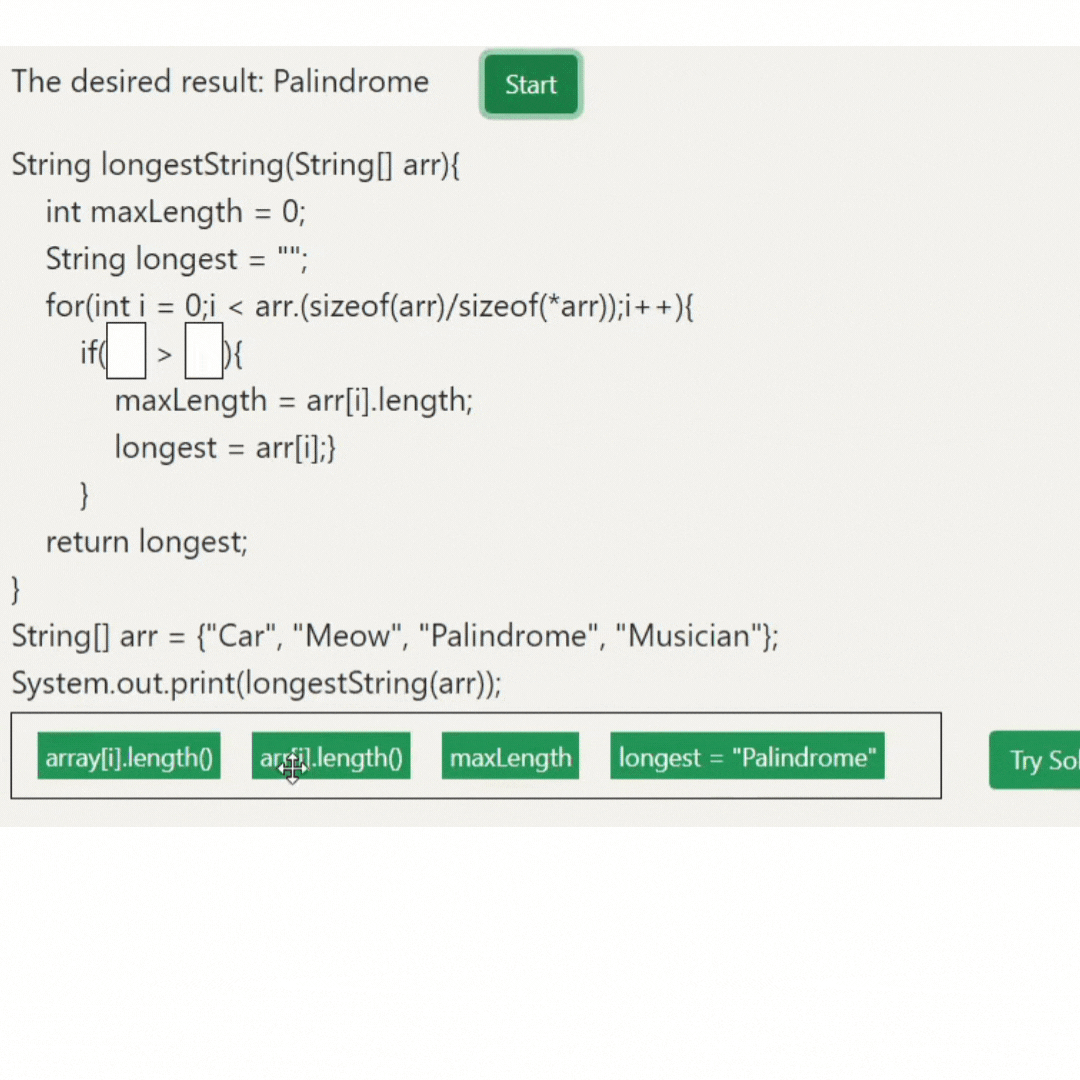 The desired result: Palindrome
Start
String longestString(String[] arr){
int maxLength = 0;
String longest = "";
for(int i = 0;i < arr.(sizeof(arr)/sizeof(*arr));i++){
if( > ){
maxLength = arr[i].length;
longest = arr[i];}
}
return longest;
}
String[] arr = {"Car", "Meow", "Palindrome", "Musician"};
System.out.print(longestString(arr));
array[i].length()
arr[i].length()
maxLength
longest = "Palindrome"
Try